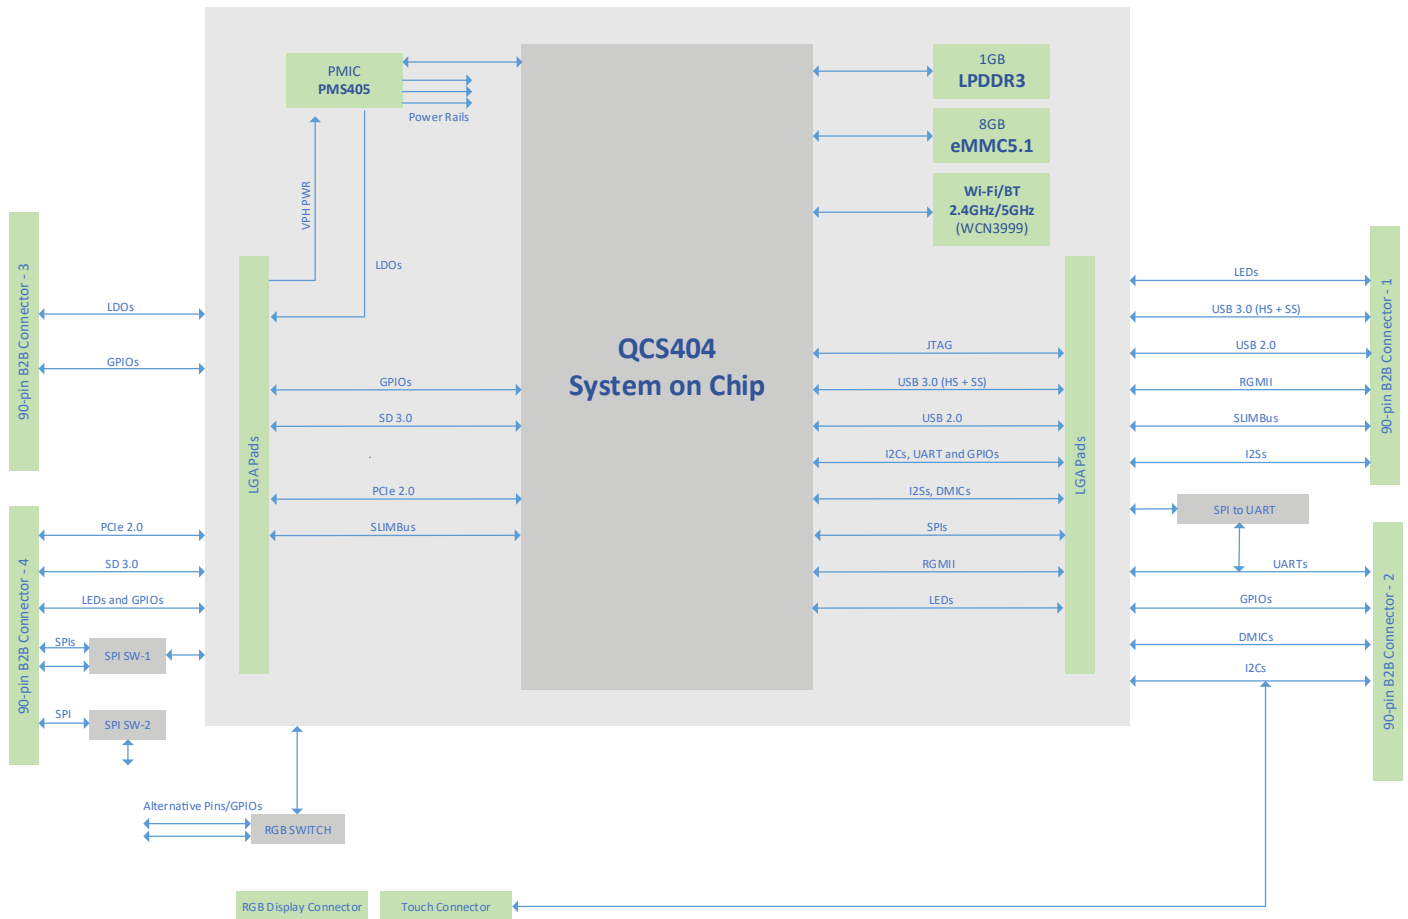 PMIC
PMS405
Power Rails
VPH PWR
LDOs
1GB
LPDDR3
8GB
eMMC5.1
Wi-Fi/BT
2.4GHz/5GHz
(WCN3999)
QCS404
System on Chip
90-pin B2B Connector - 3
LDOs
GPIOs
LGA Pads
GPIOs
SD 3.0
.
PCIe 2.0
SLIMBus
JTAG
USB 3.0 (HS + SS)
USB 2.0
I2Cs, UART and GPIOs
I2Ss, DMICs
SPIs
RGMII
LEDs
LGA Pads
LEDs
USB 3.0 (HS + SS)
USB 2.0
RGMII
SLIMBus
I2Ss
90-pin B2B Connector - 1
SPI to UART
UARTs
GPIOs
DMICs
I2Cs
90-pin B2B Connector - 2
90-pin B2B Connector - 4
PCIe 2.0
SD 3.0
LEDs and GPIOs
SPIs
SPI SW-1
SPI
SPI SW-2
Alternative Pins/GPIOs
RGB SWITCH
RGB Display Connector
Touch Connector